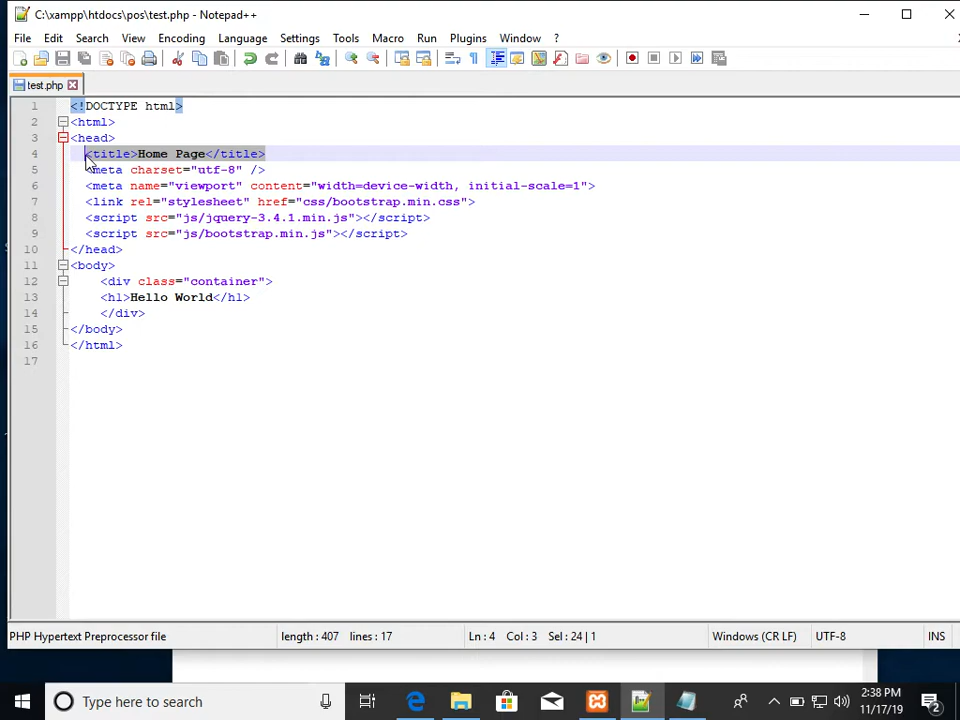 C:\xampp\htdocs\pos\test.php - Notepad++
File Edit Search View Encoding Language Settings Tools Macro Run Plugins Window ?
test.php
1 <!DOCTYPE html>
2 <html>
3 <head>
4 <title>Home Page</title>
5 <meta charset="utf-8" />
6 <meta name="viewport" content="width=device-width, initial-scale=1">
7 <link rel="stylesheet" href="css/bootstrap.min.css">
8 <script src="js/jquery-3.4.1.min.js"></script>
9 <script src="js/bootstrap.min.js"></script>
10 </head>
11 <body>
12 <div class="container">
13 <h1>Hello World</h1>
14 </div>
15 </body>
16 </html>
17
PHP Hypertext Preprocessor file length : 407 lines : 17 Ln : 4 Col : 3 Sel : 24 | 1 Windows (CR LF) UTF-8 INS
Type here to search
2:38 PM
11/17/19
2